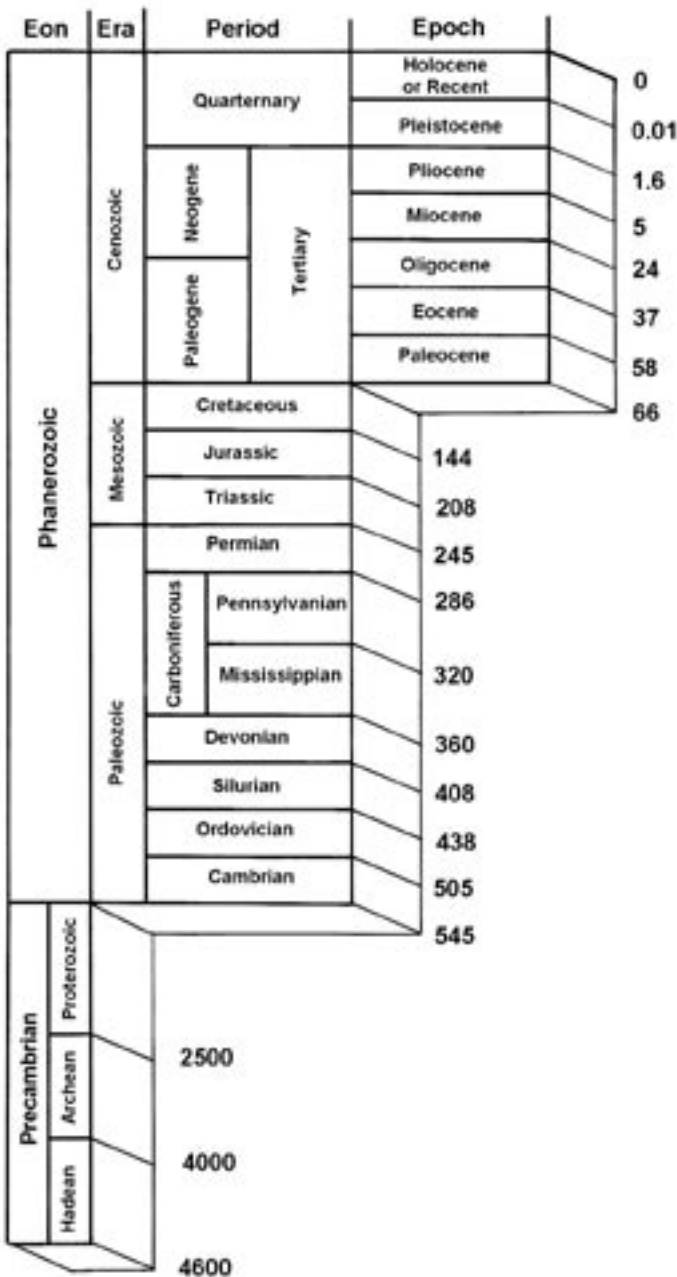 Eon Era Period Epoch
Holocene
or Recent
0
Quarternary
Pleistocene
0.01
Pliocene
1.6
Neogene
Miocene
5
Cenozoic
Tertiary
Oligocene
24
Paleogene
Eocene
37
Paleocene
58
66
Phanerozoic
Mesozoic
Cretaceous
144
Jurassic
208
Triassic
245
Paleozoic
Permian
286
Carboniferous
Pennsylvanian
320
Mississippian
360
Devonian
408
Silurian
438
Ordovician
505
Cambrian
545
Precambrian
Proterozoic
2500
Archean
4000
Hadean
4600